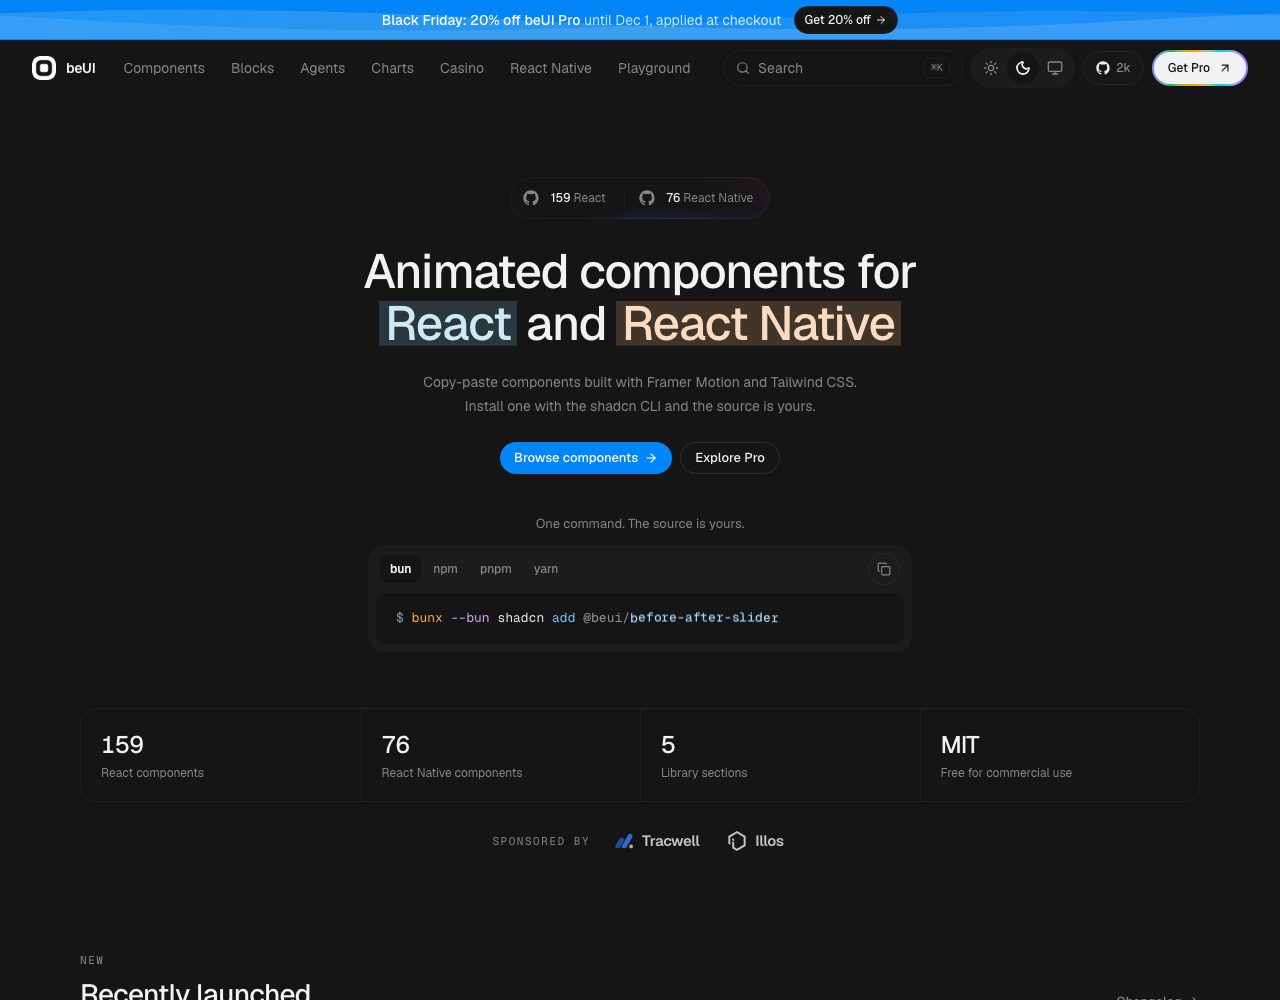 Black Friday: 20% off beUI Pro until Dec 1, applied at checkout Get 20% off →
beUI Components Blocks Agents Charts Casino React Native Playground Search ⌘K 2k Get Pro ↗
159 React 76 React Native
Animated components for
React and React Native
Copy-paste components built with Framer Motion and Tailwind CSS.
Install one with the shadcn CLI and the source is yours.
Browse components → Explore Pro
One command. The source is yours.
bun npm pnpm yarn
$ bunx --bun shadcn add @beui/before-after-slider
159 76 5 MIT
React components React Native components Library sections Free for commercial use
SPONSORED BY Tracwell Illos
NEW
Recently launched
Changelog